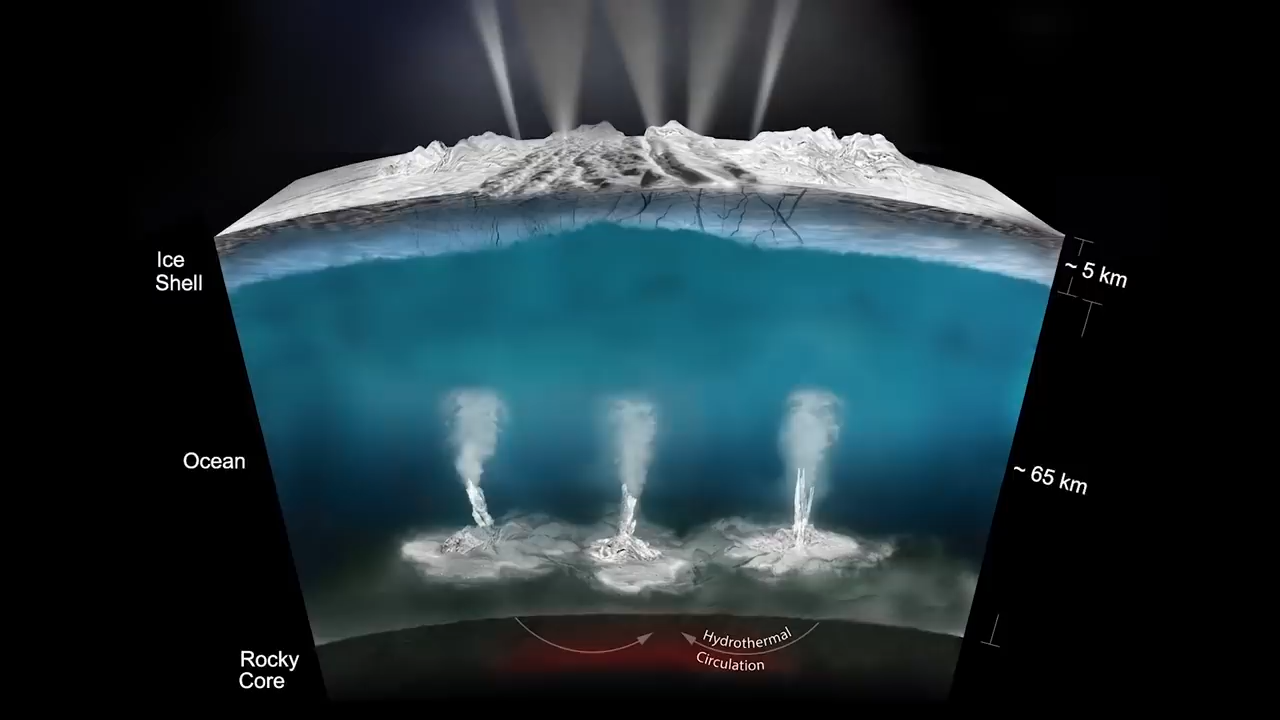 Ice
Shell
~ 5 km
Ocean
~ 65 km
Rocky
Core
Hydrothermal
Circulation